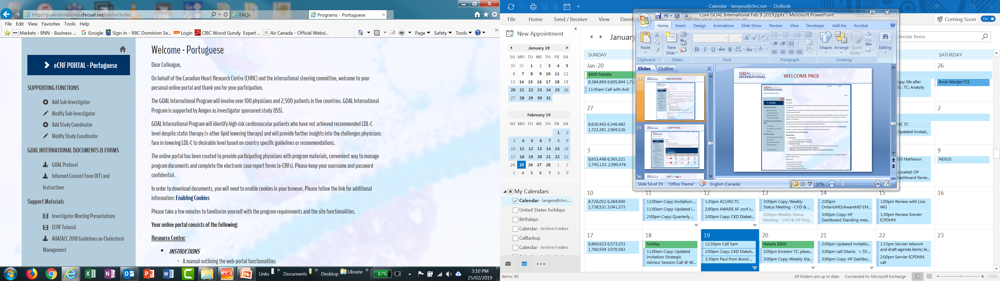 http://goalinternational.chrcuat.net/Home/Index
FAQs
Programs - Portuguese
File Edit View Favorites Tools Help
Markets - BNN - Business ...
Google
Sign-in - RBC Dominion Se...
Login
CIBC Wood Gundy Expert ...
Air Canada - Official Websi...
Page
Safety
Tools
eCRF PORTAL - Portuguese
SUPPORTING FUNCTIONS
Add Sub-Investigator
Modify Sub-Investigator
Add Study Coordinator
Modify Study Coordinator
GOAL INTERNATIONAL DOCUMENTS & FORMS
GOAL Protocol
Informed Consent Form (ICF) and
Instructions
Support Materials
Investigator Meeting Presentations
ECRF Tutorial
AHA/ACC 2018 Guidelines on Cholesterol
Management
Welcome - Portuguese
Dear Colleague,
On behalf of the Canadian Heart Research Centre (CHRC) and the international steering committee, welcome to your
personal online portal and thank you for your participation.
The GOAL International Program will involve over 100 physicians and 2,500 patients in five countries. GOAL International
Program is supported by Amgen as investigator sponsored study (ISS).
GOAL International Program will identify high risk cardiovascular patients who have not achieved recommended LDL-C
level despite statin therapy (± other lipid lowering therapy) and will provide further insights into the challenges physicians
face in lowering LDL-C to desirable level based on country specific guidelines or recommendations.
The online portal has been created to provide participating physicians with program materials, convenient way to manage
program documents and complete the electronic case report forms (e-CRFs). Please keep your username and password
confidential.
In order to download documents, you will need to enable cookies in your browser. Please follow the link for additional
information: Enabling Cookies
Please take a few minutes to familiarize yourself with the program requirements and the site functionalities.
Your online portal consists of the following:
Resource Centre:
• INSTRUCTIONS
○ A manual outlining the web-portal functionalities
Links
Documents
Desktop
Librarie
87%
3:10 PM
25/02/2019
Calendar - langera@chrc.net - Outlook
File Home Send / Receive View Devel
Coming Soon
On
New Appointment
January 19
SU MO TU WE TH FR SA
30 31 1 2 3 4 5
6 7 8 9 10 11 12
13 14 15 16 17 18 19
20 21 22 23 24 25 26
27 28 29 30 31
February 19
SU MO TU WE TH FR SA
1 2
3 4 5 6 7 8 9
10 11 12 13 14 15 16
17 18 19 20 21 22 23
24 25 26 27 28 1 2
3 4 5 6 7 8 9
My Calendars
Calendar - langera@chrc....
United States holidays
Birthdays
Calendar - Archive Folders
CalBackup
Calendar - Archive Folders
Items: 90
Januar
lendar Items
SUNDAY
SATURDAY
Jan-20
$800 Natalia
8,384,869 6,605,844 1,73
11:45am Call with Anil
26
py: life after
S ; TC; Anatoly
Book Westjet TCI
27
8,630,442 6,346,482
1,723,391 2,969,526
2
IC TC
pdated invitati...
3
8,653,498 6,365,321
1,745,123. 2,990,476
9
0 Matheson
nceled: OP
ashboard Revie...
NEXUS
10
8,726,052 6,384,940
1,738,531 3,041,373
11
11:00am Copy: Invitation: ...
11:00am Copy: Updated i...
2:00pm Copy: Quarterly ...
12
1:30pm ACURO TC
2:00pm AWARE AF conf c...
2:00pm Copy: CKD Diabet...
13
3:00pm Copy: Weekly
Status Meeting - CVD & ...
3:00pm Weekly Status
Meeting - CVD & OP Proj...
14
2:00pm
OntarioMD/AwareMD EM...
3:00pm Copy: HF
Dashboard Standing mee...
15
1:00pm Review with Lisa
WG
1:30pm Review Srevier
ICPDHM
16
17
8,860,623 6,573,253
1,760,504 3,070,583
18
holiday
11:00am Copy: Updated
invitation: Strategic
Advisor Session Call @ W...
19
12:30pm Call Sam
2:00pm Copy: CKD Diabet...
3:30pm Paul from Boost ...
20
Natalia $800
2:00pm Investor TC; pleas...
3:00pm Copy: Weekly Sta...
21
2:00pm Updated invitatio...
3:00pm call Otavio + 55 ...
3:00pm Copy: HF Dashbo...
22
1:15pm Servier telecom
and draft agenda items; te...
2:00pm Servier ICPDHM
call
23
All folders are up to date.
Connected to: Microsoft Exchange
100%
Core GOAL International Feb 9 2019.pptx - Microsoft PowerPoint
Home Insert Design Animations Slide Show Review View Developer Add-Ins Acrobat
Paste
Clipboard
New
Slide
Slides
Font
Paragraph
Shapes
Arrange
Quick
Styles
Drawing
Editing
Slides
Outline
54
WELCOME PAGE
55
eCRF PORTAL
56
VISIT 1 - Page 1
GOAL
INTERNATIONAL
WELCOME PAGE
GOAL
INTERNATIONAL
eCRF PORTAL
Slide 54 of 79
"Office Theme"
English (Canada)
37%